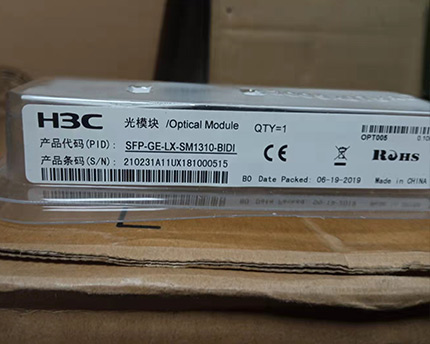 H3C 光模块 /Optical Module QTY=1
OPT005
产品代码(PID): SFP-GE-LX-SM1310-BIDI
产品条码(S/N): 210231A11UX181000515
CE RoHS
B0 Date Packed: 06-19-2019 Made in CHINA